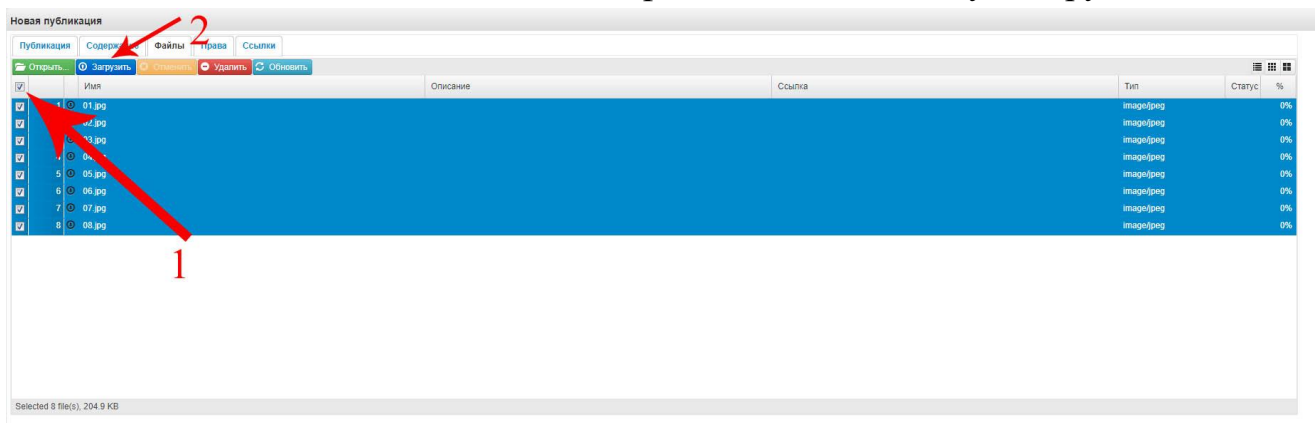 Новая публикация
2
Публикация Файлы Права Ссылки
Открыть... Загрузить Отменить Удалить Обновить
Имя Описание Ссылка Тип Статус %
1 01.jpg image/jpeg 0%
02.jpg image/jpeg 0%
03.jpg image/jpeg 0%
4 image/jpeg 0%
5 05.jpg image/jpeg 0%
6 06.jpg image/jpeg 0%
7 07.jpg image/jpeg 0%
8 08.jpg image/jpeg 0%
1
Selected 8 file(s), 204.9 KB